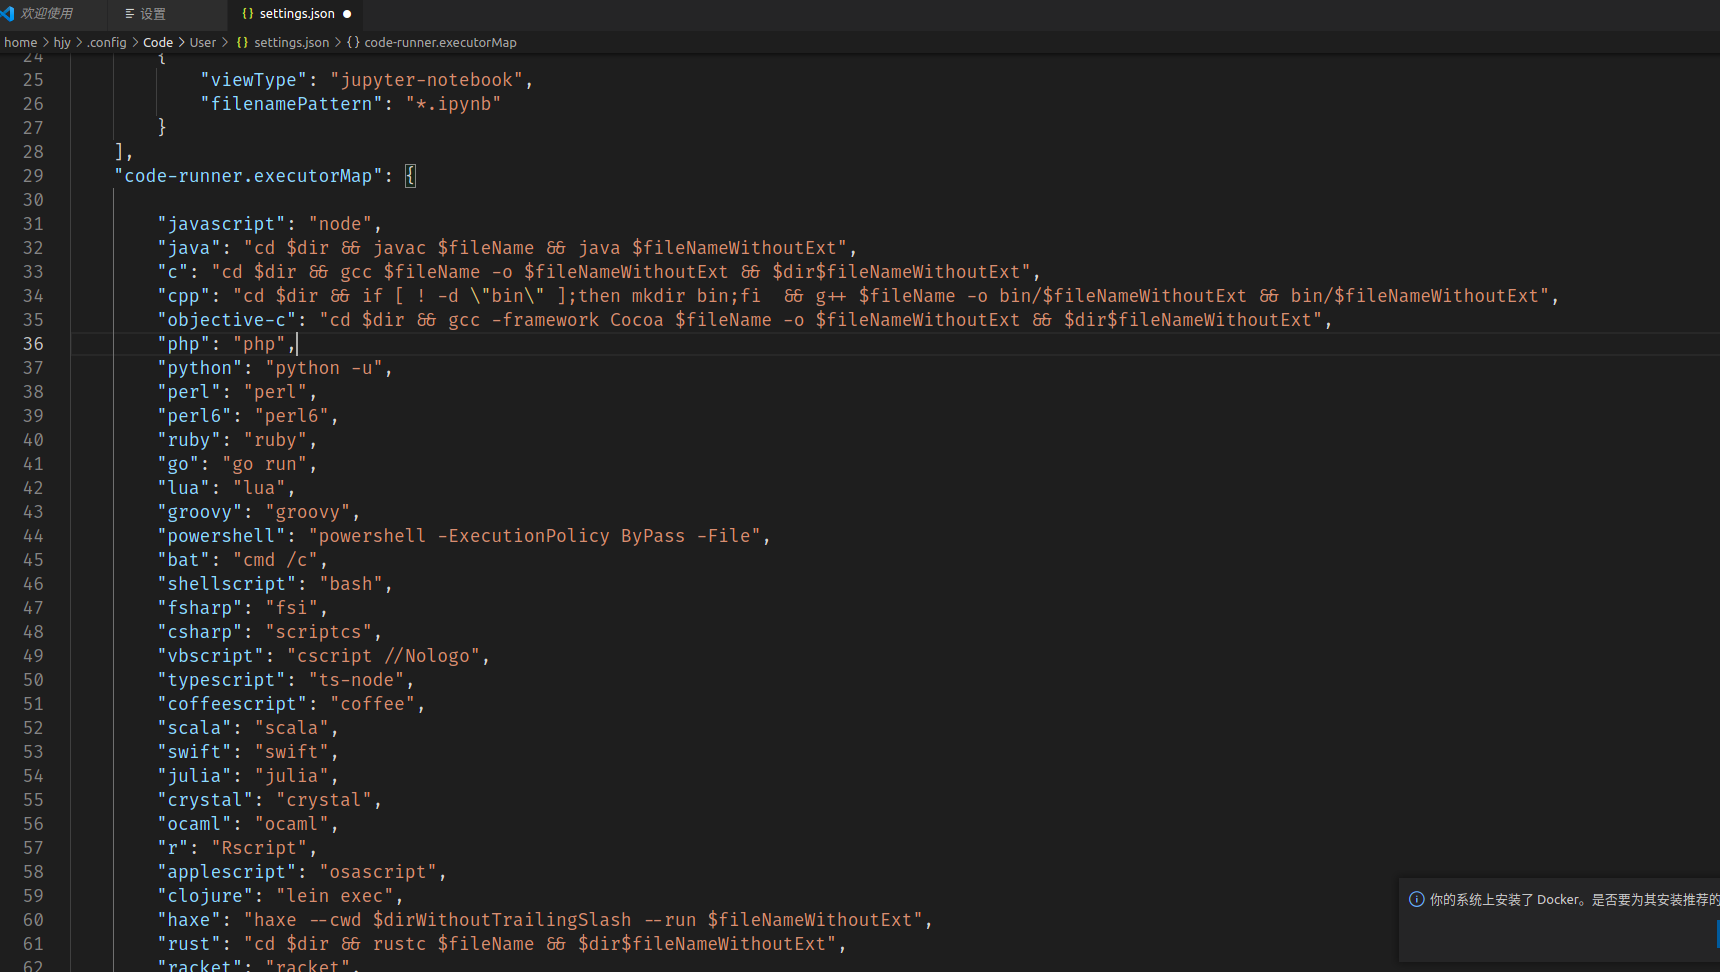 欢迎使用 设置 settings.json
home > hjy > .config > Code > User > {} settings.json > {} code-runner.executorMap
24 {
25 "viewType": "jupyter-notebook",
26 "filenamePattern": "*.ipynb"
27 }
28 ],
29 "code-runner.executorMap": {
30
31 "javascript": "node",
32 "java": "cd $dir && javac $fileName && java $fileNameWithoutExt",
33 "c": "cd $dir && gcc $fileName -o $fileNameWithoutExt && $dir$fileNameWithoutExt",
34 "cpp": "cd $dir && if [ ! -d \"bin\" ];then mkdir bin;fi  && g++ $fileName -o bin/$fileNameWithoutExt && bin/$fileNameWithoutExt",
35 "objective-c": "cd $dir && gcc -framework Cocoa $fileName -o $fileNameWithoutExt && $dir$fileNameWithoutExt",
36 "php": "php",
37 "python": "python -u",
38 "perl": "perl",
39 "perl6": "perl6",
40 "ruby": "ruby",
41 "go": "go run",
42 "lua": "lua",
43 "groovy": "groovy",
44 "powershell": "powershell -ExecutionPolicy ByPass -File",
45 "bat": "cmd /c",
46 "shellscript": "bash",
47 "fsharp": "fsi",
48 "csharp": "scriptcs",
49 "vbscript": "cscript //Nologo",
50 "typescript": "ts-node",
51 "coffeescript": "coffee",
52 "scala": "scala",
53 "swift": "swift",
54 "julia": "julia",
55 "crystal": "crystal",
56 "ocaml": "ocaml",
57 "r": "Rscript",
58 "applescript": "osascript",
59 "clojure": "lein exec",
60 "haxe": "haxe --cwd $dirWithoutTrailingSlash --run $fileNameWithoutExt",
61 "rust": "cd $dir && rustc $fileName && $dir$fileNameWithoutExt",
62 "racket": "racket",
你的系统上安装了 Docker。是否要为其安装推荐的